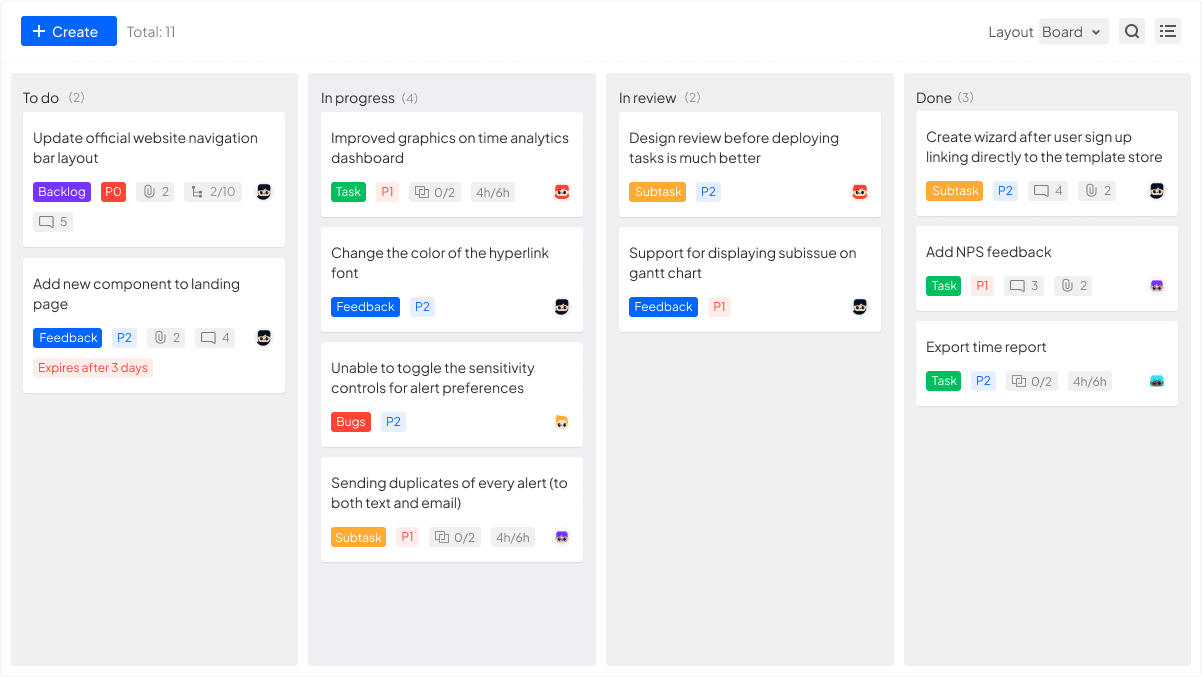 Create Total: 11 Layout Board
To do (2)
Update official website navigation
bar layout
Backlog P0 2 2/10
5
Add new component to landing
page
Feedback P2 2 4
Expires after 3 days
In progress (4)
Improved graphics on time analytics
dashboard
Task P1 0/2 4h/6h
Change the color of the hyperlink
font
Feedback P2
Unable to toggle the sensitivity
controls for alert preferences
Bugs P2
Sending duplicates of every alert (to
both text and email)
Subtask P1 0/2 4h/6h
In review (2)
Design review before deploying
tasks is much better
Subtask P2
Support for displaying subissue on
gantt chart
Feedback P1
Done (3)
Create wizard after user sign up
linking directly to the template store
Subtask P2 4 2
Add NPS feedback
Task P1 3 2
Export time report
Task P2 0/2 4h/6h